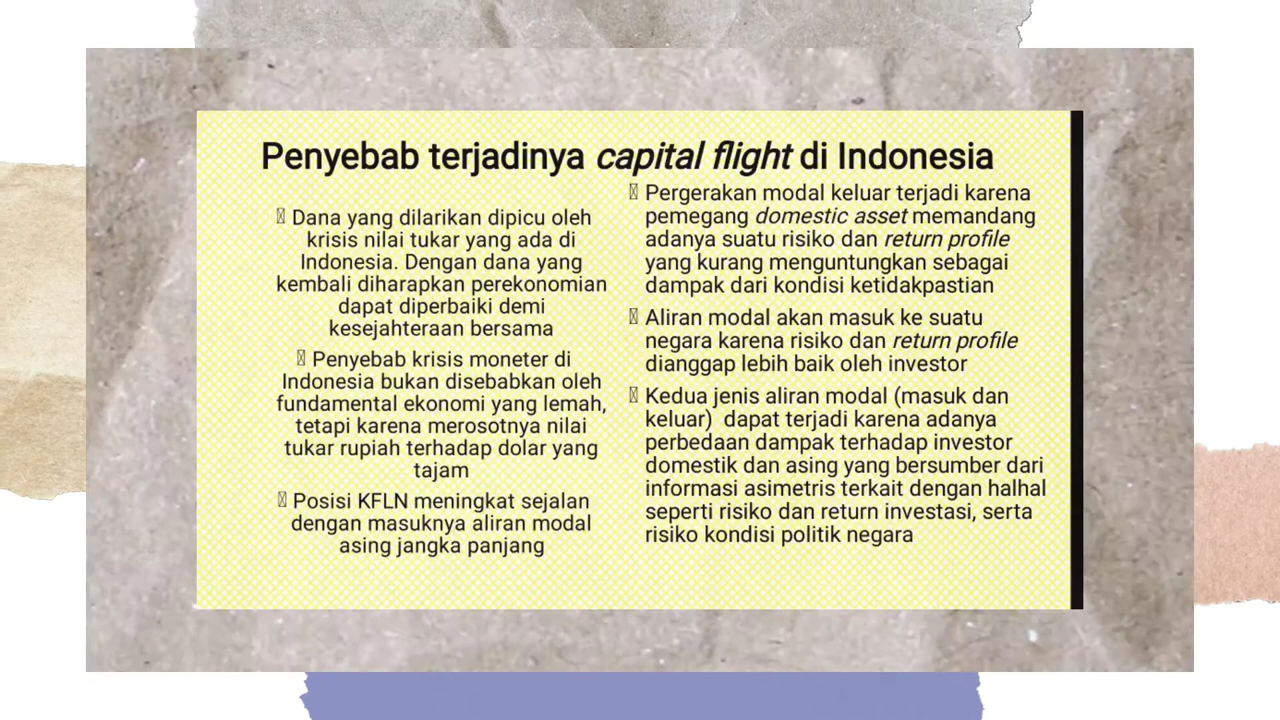 Penyebab terjadinya capital flight di Indonesia
Dana yang dilarikan dipicu oleh
krisis nilai tukar yang ada di
Indonesia. Dengan dana yang
kembali diharapkan perekonomian
dapat diperbaiki demi
kesejahteraan bersama
Penyebab krisis moneter di
Indonesia bukan disebabkan oleh
fundamental ekonomi yang lemah,
tetapi karena merosotnya nilai
tukar rupiah terhadap dolar yang
tajam
Posisi KFLN meningkat sejalan
dengan masuknya aliran modal
asing jangka panjang
Pergerakan modal keluar terjadi karena
pemegang domestic asset memandang
adanya suatu risiko dan return profile
yang kurang menguntungkan sebagai
dampak dari kondisi ketidakpastian
Aliran modal akan masuk ke suatu
negara karena risiko dan return profile
dianggap lebih baik oleh investor
Kedua jenis aliran modal (masuk dan
keluar)  dapat terjadi karena adanya
perbedaan dampak terhadap investor
domestik dan asing yang bersumber dari
informasi asimetris terkait dengan halhal
seperti risiko dan return investasi, serta
risiko kondisi politik negara